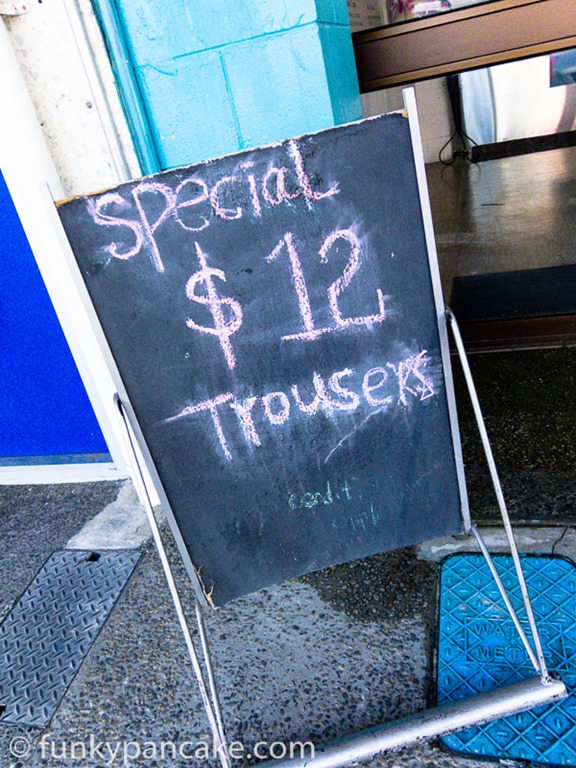 Special
$12
Trousers
WATER
METER
© funkypancake.com